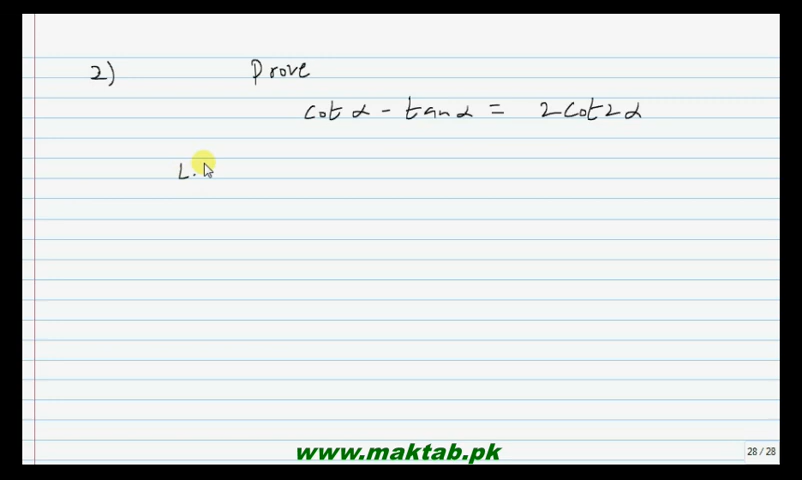 2) Prove
cot α - tan α = 2cot2α
L.
www.maktab.pk
28 / 28